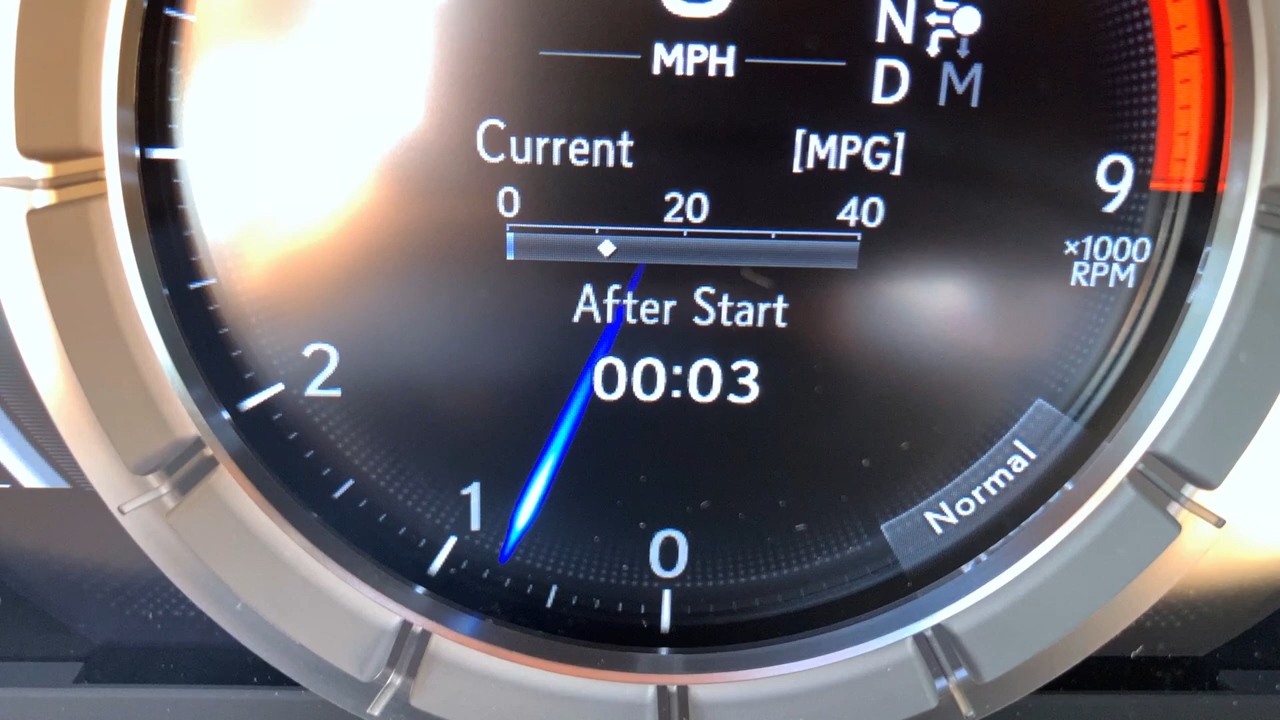 N
MPH
D M
Current [MPG]
0 20 40
9
×1000
RPM
After Start
2
00:03
Normal
1
0